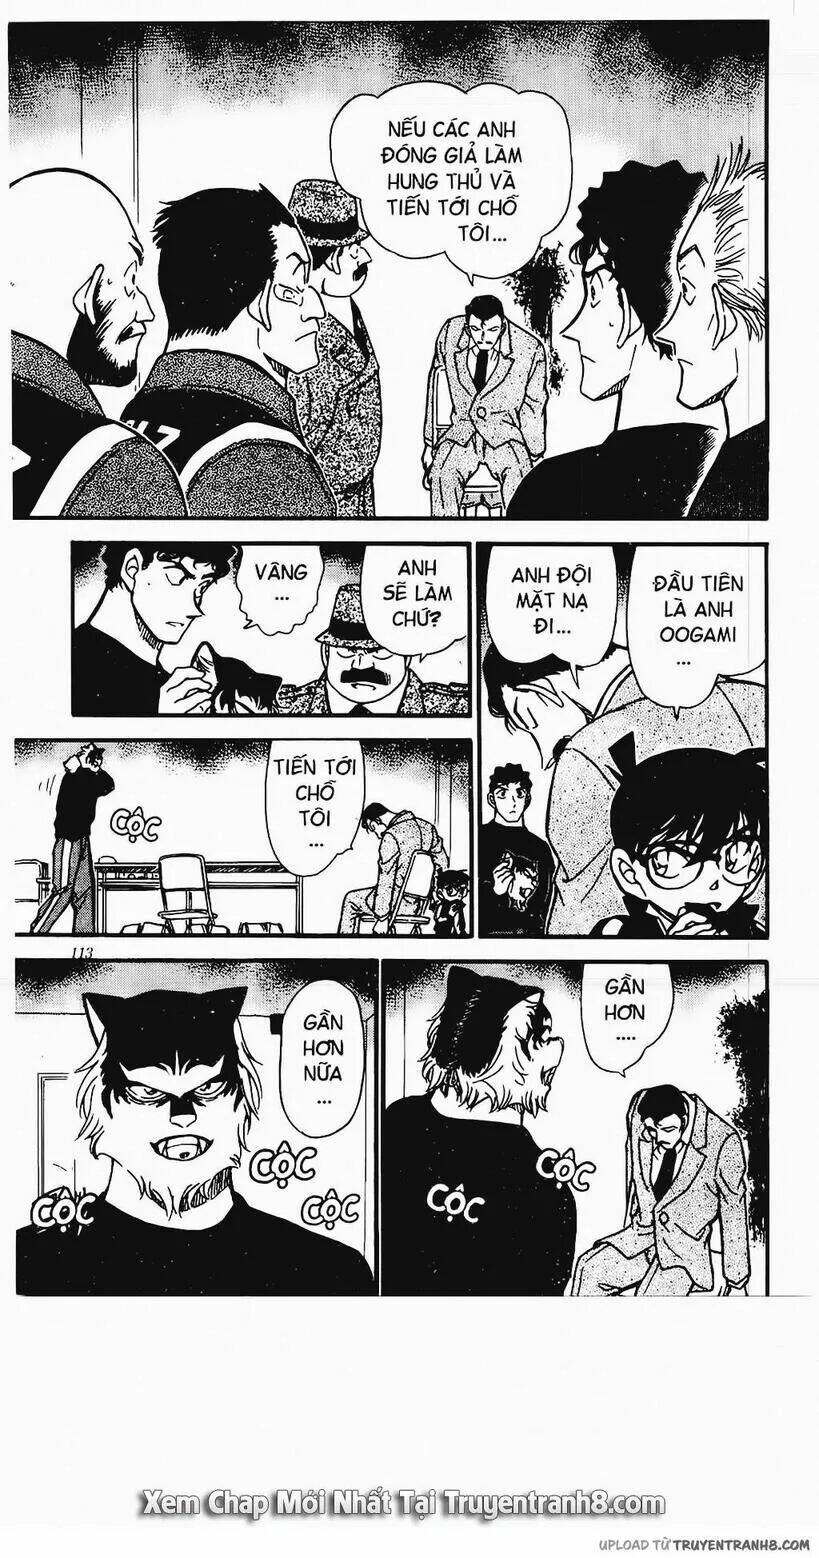 NẾU CÁC ANH
ĐÓNG GIẢ LÀM
HUNG THỦ VÀ
TIẾN TỚI CHỖ
TÔI...
ĐẦU TIÊN
LÀ ANH
OOGAMI
...
ANH ĐỘI
MẶT NẠ
ĐI...
ANH
SẼ LÀM
CHỨ?
VÂNG
...
TIẾN TỚI
CHỖ
TÔI
...
CỘC
113
GẦN
HƠN
....
CỘC
CỘC
GẦN
HƠN
NỮA
...
CỘC
CỘC
CỘC
Xem Chap Mới Nhất Tại Truyentranh8.com
UPLOAD TỪ TRUYENTRANH8.COM